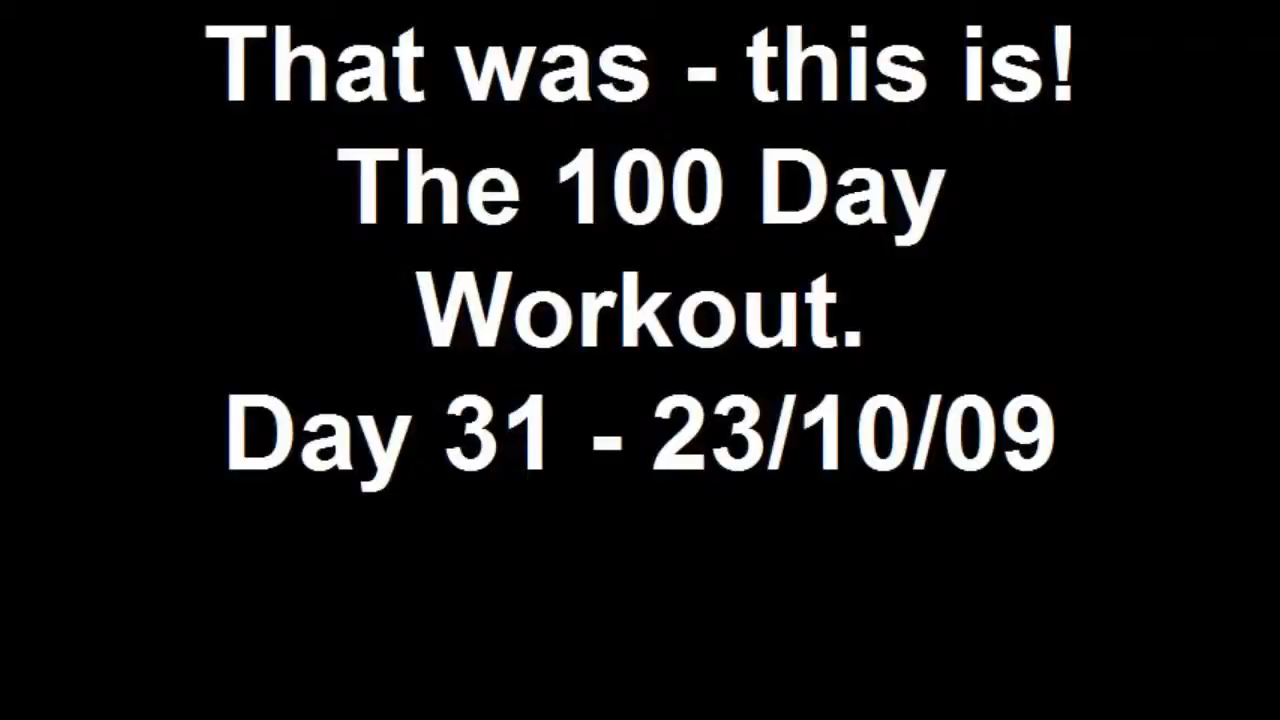 That was - this is!
The 100 Day
Workout.
Day 31 - 23/10/09